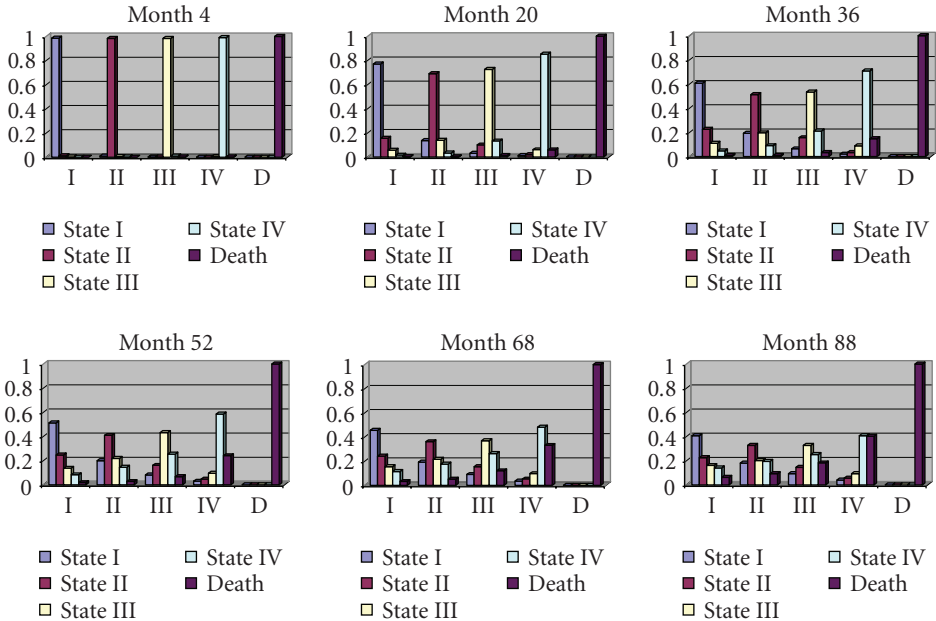 Month 4
1
0.8
0.6
0.4
0.2
0
I II III IV D
State I State IV
State II Death
State III
Month 20
1
0.8
0.6
0.4
0.2
0
I II III IV D
State I State IV
State II Death
State III
Month 36
1
0.8
0.6
0.4
0.2
0
I II III IV D
State I State IV
State II Death
State III
Month 52
1
0.8
0.6
0.4
0.2
0
I II III IV D
State I State IV
State II Death
State III
Month 68
1
0.8
0.6
0.4
0.2
0
I II III IV D
State I State IV
State II Death
State III
Month 88
1
0.8
0.6
0.4
0.2
0
I II III IV D
State I State IV
State II Death
State III